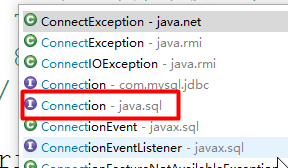 ConnectException - java.net
ConnectException - java.rmi
ConnectIOException - java.rmi
Connection - com.mysql.jdbc
Connection - java.sql
ConnectionEvent - javax.sql
ConnectionEventListener - javax.sql